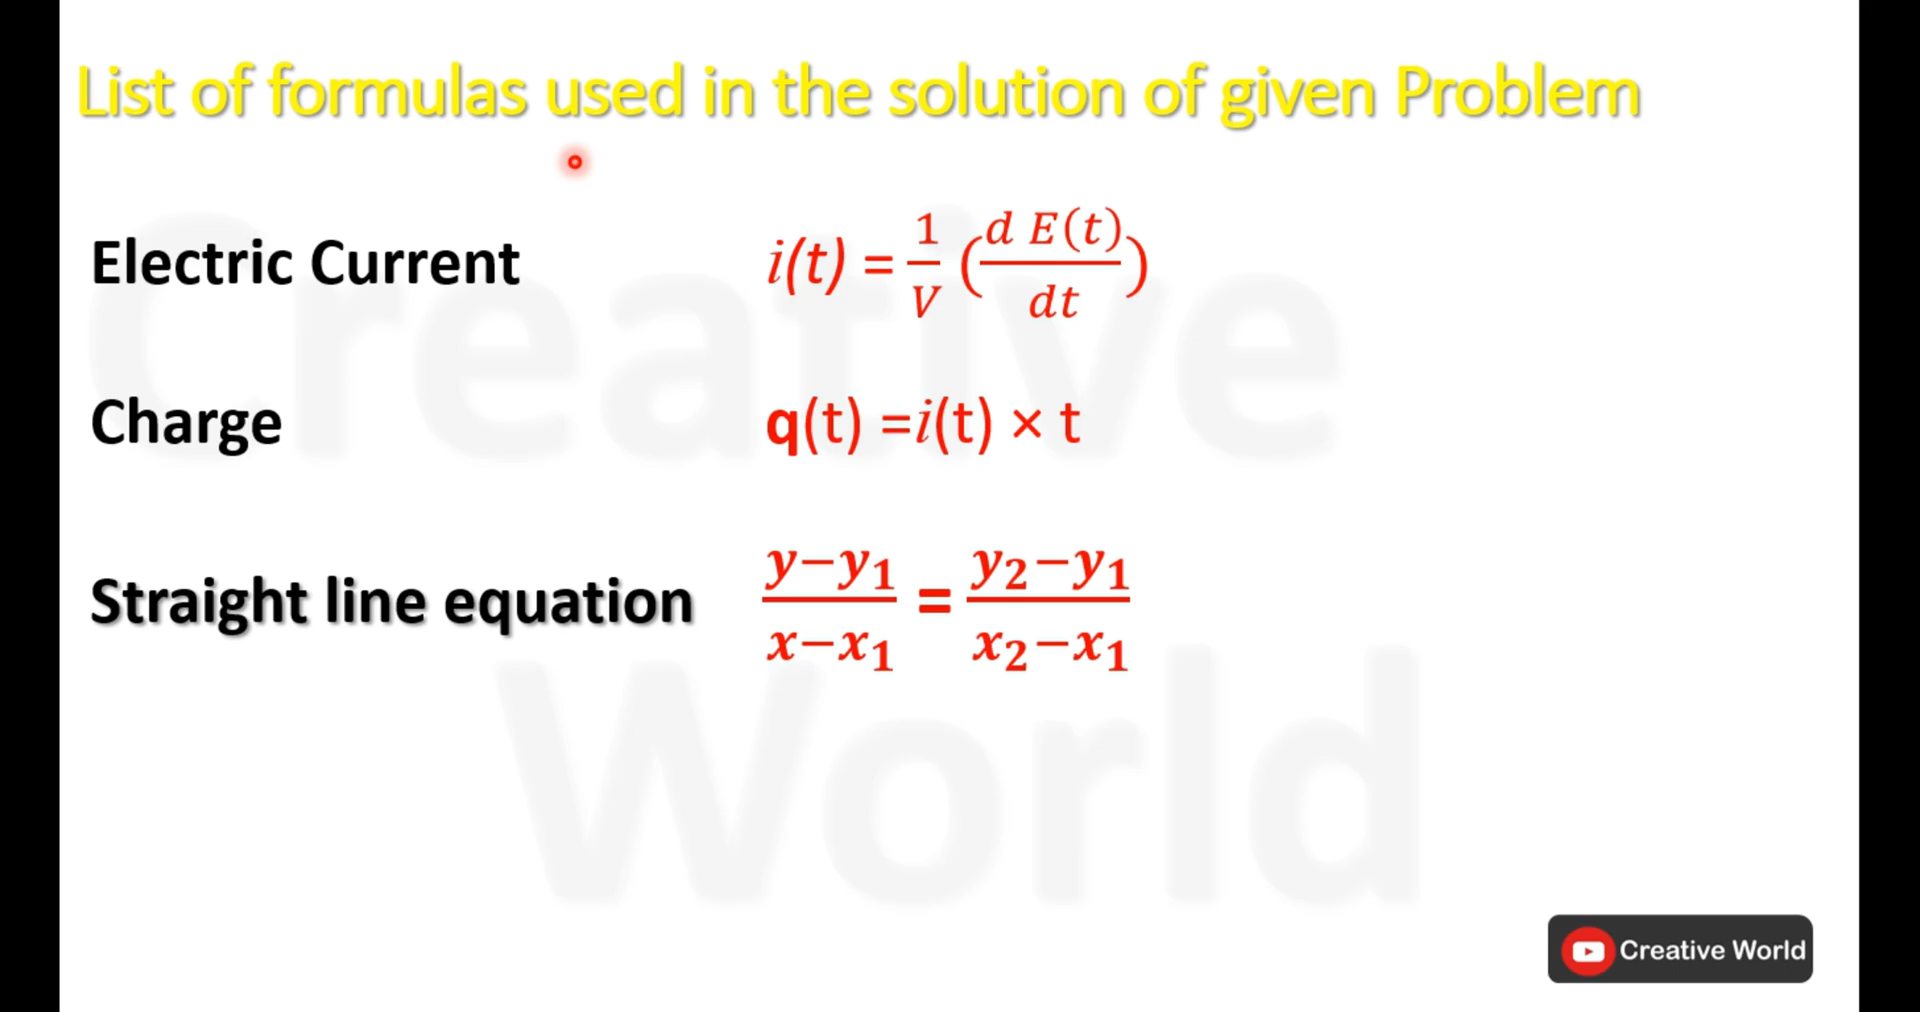 List of formulas used in the solution of given Problem
Electric Current i(t) = 1/V (d E(t)/dt)
Charge q(t) =i(t) × t
Straight line equation y−y₁/x−x₁ = y₂−y₁/x₂−x₁
Creative
World
Creative World